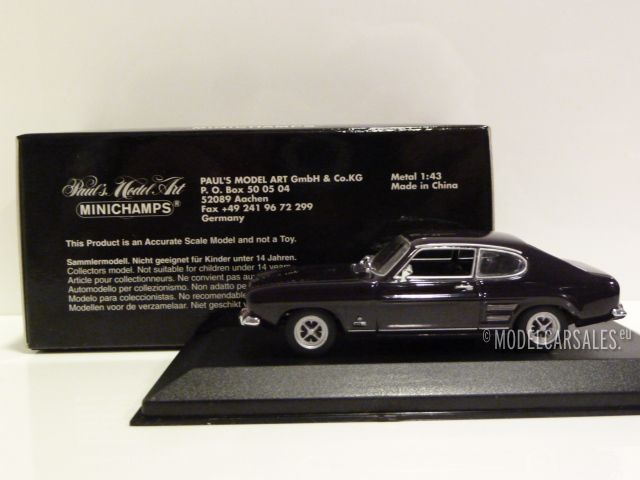 Paul's Model Art
MINICHAMPS®
PAUL'S MODEL ART GmbH & Co.KG
P. O. Box 50 05 04
52089 Aachen
Fax +49 241 96 72 299
Germany
Metal 1:43
Made in China
This Product is an Accurate Scale Model and not a Toy.
Sammlermodell. Nicht geeignet für Kinder unter 14 Jahren.
Collectors model. Not suitable for children under 14 years.
Article pour collectionneurs. Ne convient pas au
Automodello per collezionismo. Non adatto pe
Modelo para coleccionistas. No recomendable
Modellen voor de verzamelaar. Niet geschikt v
© MODELCARSALES.eu